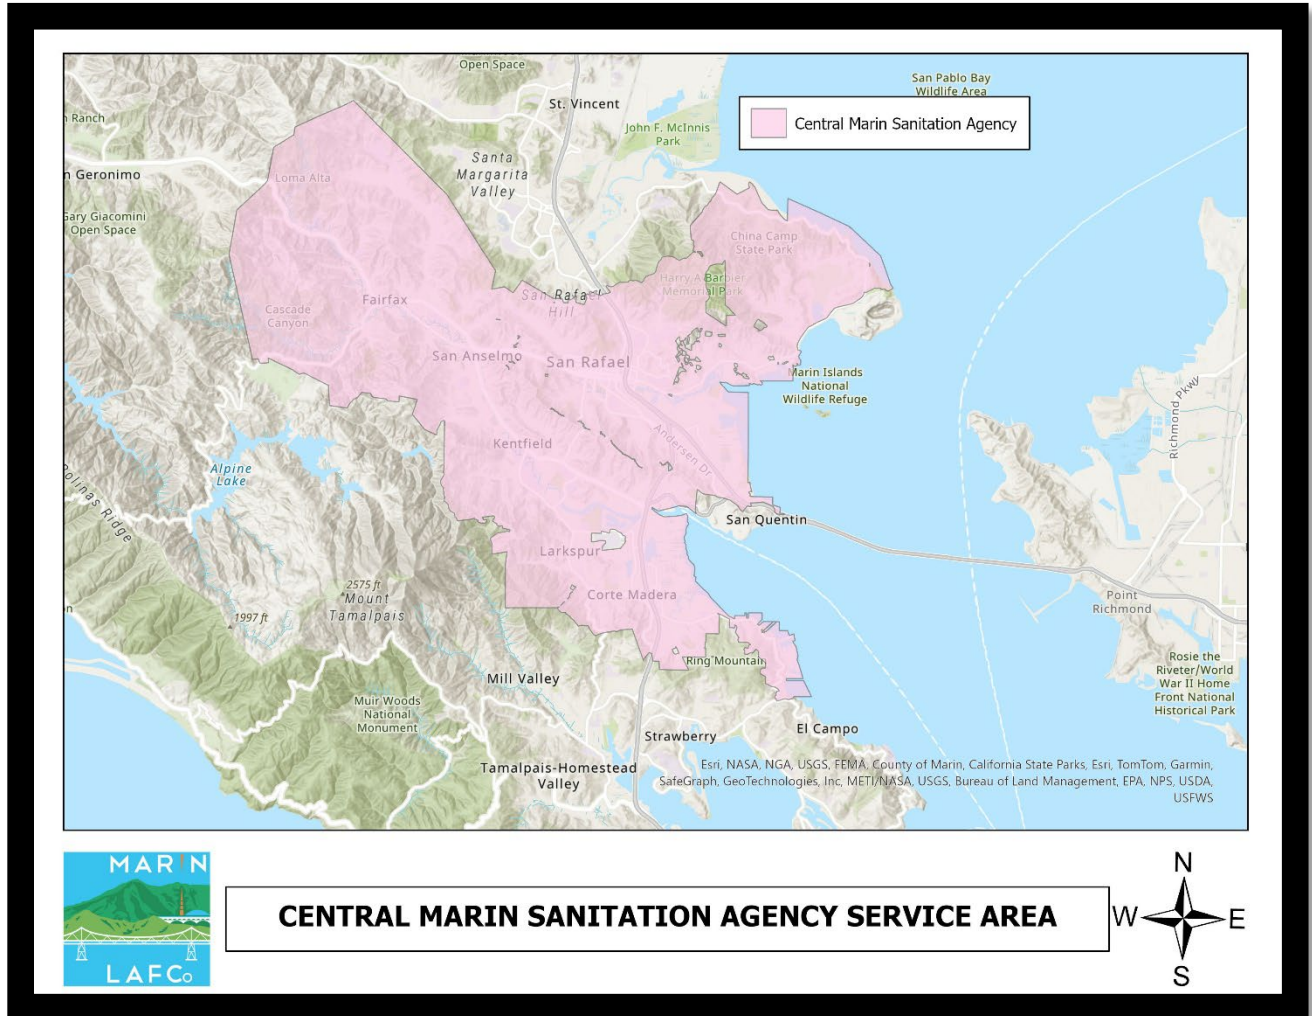 Open Space
San Pablo Bay
Wildlife Area
St. Vincent
Central Marin Sanitation Agency
n Ranch
John F. McInnis
Park
Santa
Margarita
Valley
n Geronimo
Loma Alta
Gary Giacomini
Open Space
China Camp
State Park
Harry A Barbier
Memorial Park
San Rafael
Hill
Fairfax
Cascade
Canyon
San Anselmo
San Rafael
Marin Islands
National
Wildlife Refuge
Richmond Pkwy
Kentfield
Andersen Dr
Alpine
Lake
olinas Ridge
San Quentin
Larkspur
2575 ft
Mount
Tamalpais
1997 ft
Corte Madera
Point
Richmond
on
Ring Mountain
Mill Valley
Rosie the
Riveter/World
War II Home
Front National
Historical Park
Muir Woods
National
Monument
Strawberry
El Campo
Tamalpais-Homestead
Valley
Esri, NASA, NGA, USGS, FEMA, County of Marin, California State Parks, Esri, TomTom, Garmin,
SafeGraph, GeoTechnologies, Inc, METI/NASA, USGS, Bureau of Land Management, EPA, NPS, USDA,
USFWS
MARIN
LAFCo
CENTRAL MARIN SANITATION AGENCY SERVICE AREA
N
W E
S